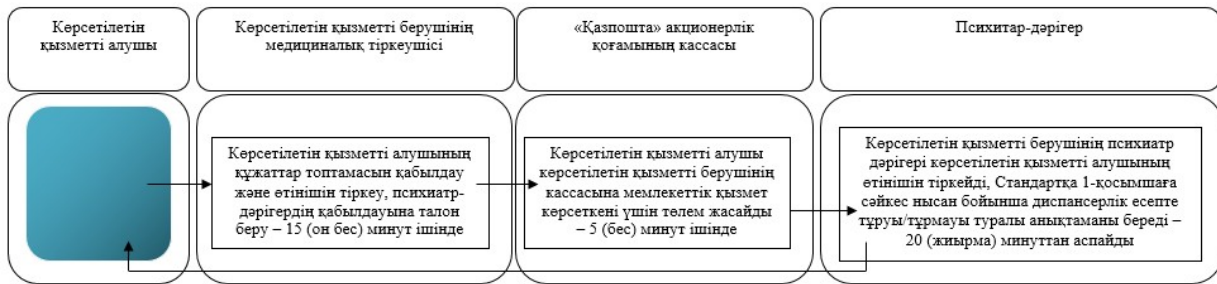 Көрсетілетін
қызметті алушы
Көрсетілетін қызметті берушінің
медициналық тіркеушісі
«Қазпошта» акционерлік
қоғамының кассасы
Психитар-дәрігер
Көрсетілетін қызметті алушының
құжаттар топтамасын қабылдау
және өтінішін тіркеу, психиатр-
дәрігердің қабылдауына талон
беру – 15 (он бес) минут ішінде
Көрсетілетін қызметті алушы
көрсетілетін қызметті берушінің
кассасына мемлекеттік қызмет
көрсеткені үшін төлем жасайды
– 5 (бес) минут ішінде
Көрсетілетін қызметті берушінің психиатр
дәрігері көрсетілетін қызметті алушының
өтінішін тіркейді, Стандартқа 1-қосымшаға
сәйкес нысан бойынша диспансерлік есепте
тұруы/тұрмауы туралы анықтаманы береді –
20 (жиырма) минуттан аспайды